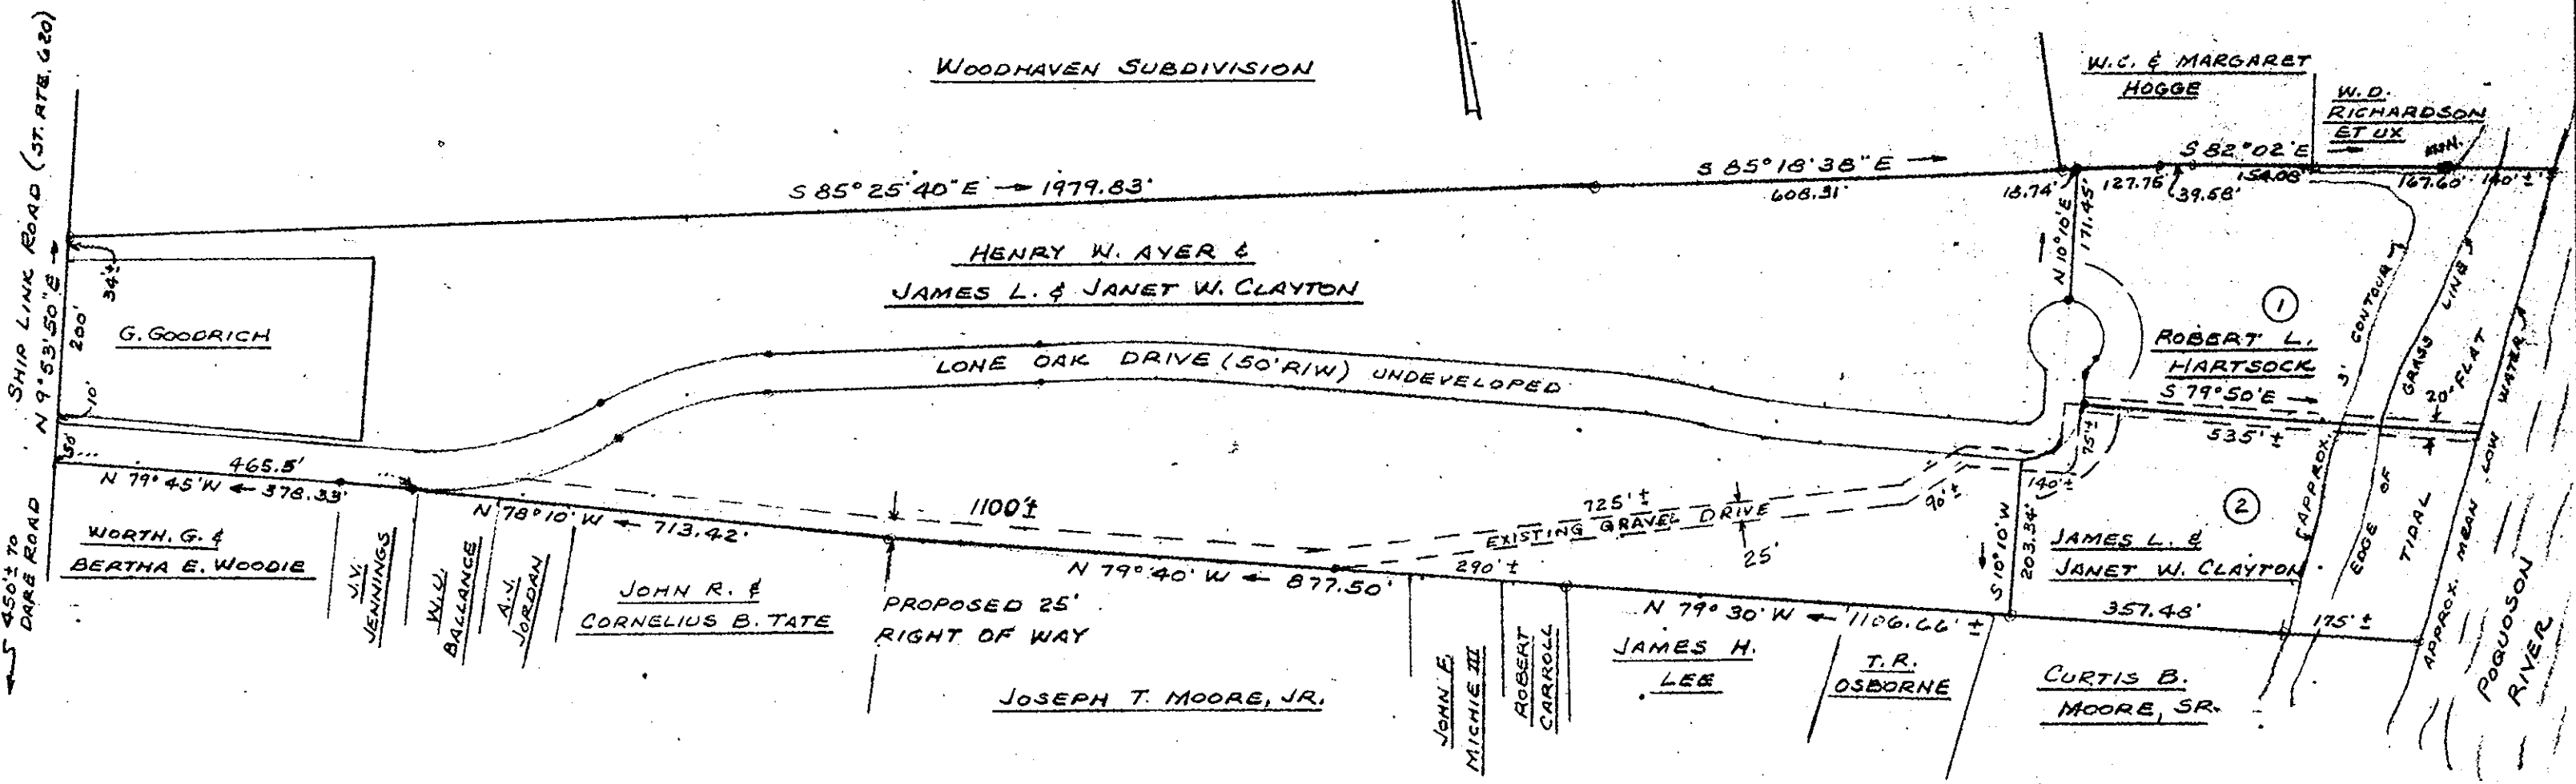 WOODHAVEN SUBDIVISION
W.C. & MARGARET
HOGGE
W.D.
RICHARDSON
ET UX
MON.
SHIP LINK ROAD (ST. RTE. 620)
N 9° 53' 50" E
S 85° 25' 40" E 1979.83'
S 85° 18' 38" E
608.31'
18.74'
127.75'
39.58'
S 82° 02' E
154.08'
167.60'
140' ±
34' ±
200'
10'
50'
G. GOODRICH
HENRY W. AYER &
JAMES L. & JANET W. CLAYTON
N 10° 10' E
171.45'
1
ROBERT L.
HARTSOCK
S 79° 50' E
535' ±
20'
3' CONTOUR
GRASS LINE
FLAT
WATER
LONE OAK DRIVE (50' R/W) UNDEVELOPED
465.5'
N 79° 45' W 378.33'
N 78° 10' W 713.42'
1100' ±
725' ±
EXISTING GRAVEL DRIVE
25'
90' ±
140' ±
75' ±
290' ±
N 79° 40' W 877.50'
N 79° 30' W 1106.66' ±
S 10° 10' W
203.34'
2
JAMES L. &
JANET W. CLAYTON
357.48'
175' ±
APPROX.
EDGE OF
TIDAL
APPROX. MEAN LOW
POQUOSON
RIVER
S 450' ± TO
DARE ROAD
WORTH. G. &
BERTHA E. WOODIE
J.V.
JENNINGS
W.U.
BALLANCE
A.J.
JORDAN
JOHN R. &
CORNELIUS B. TATE
PROPOSED 25'
RIGHT OF WAY
JOSEPH T. MOORE, JR.
JOHN E.
MICHIE III
ROBERT
CARROLL
JAMES H.
LEE
T.R.
OSBORNE
CURTIS B.
MOORE, SR.